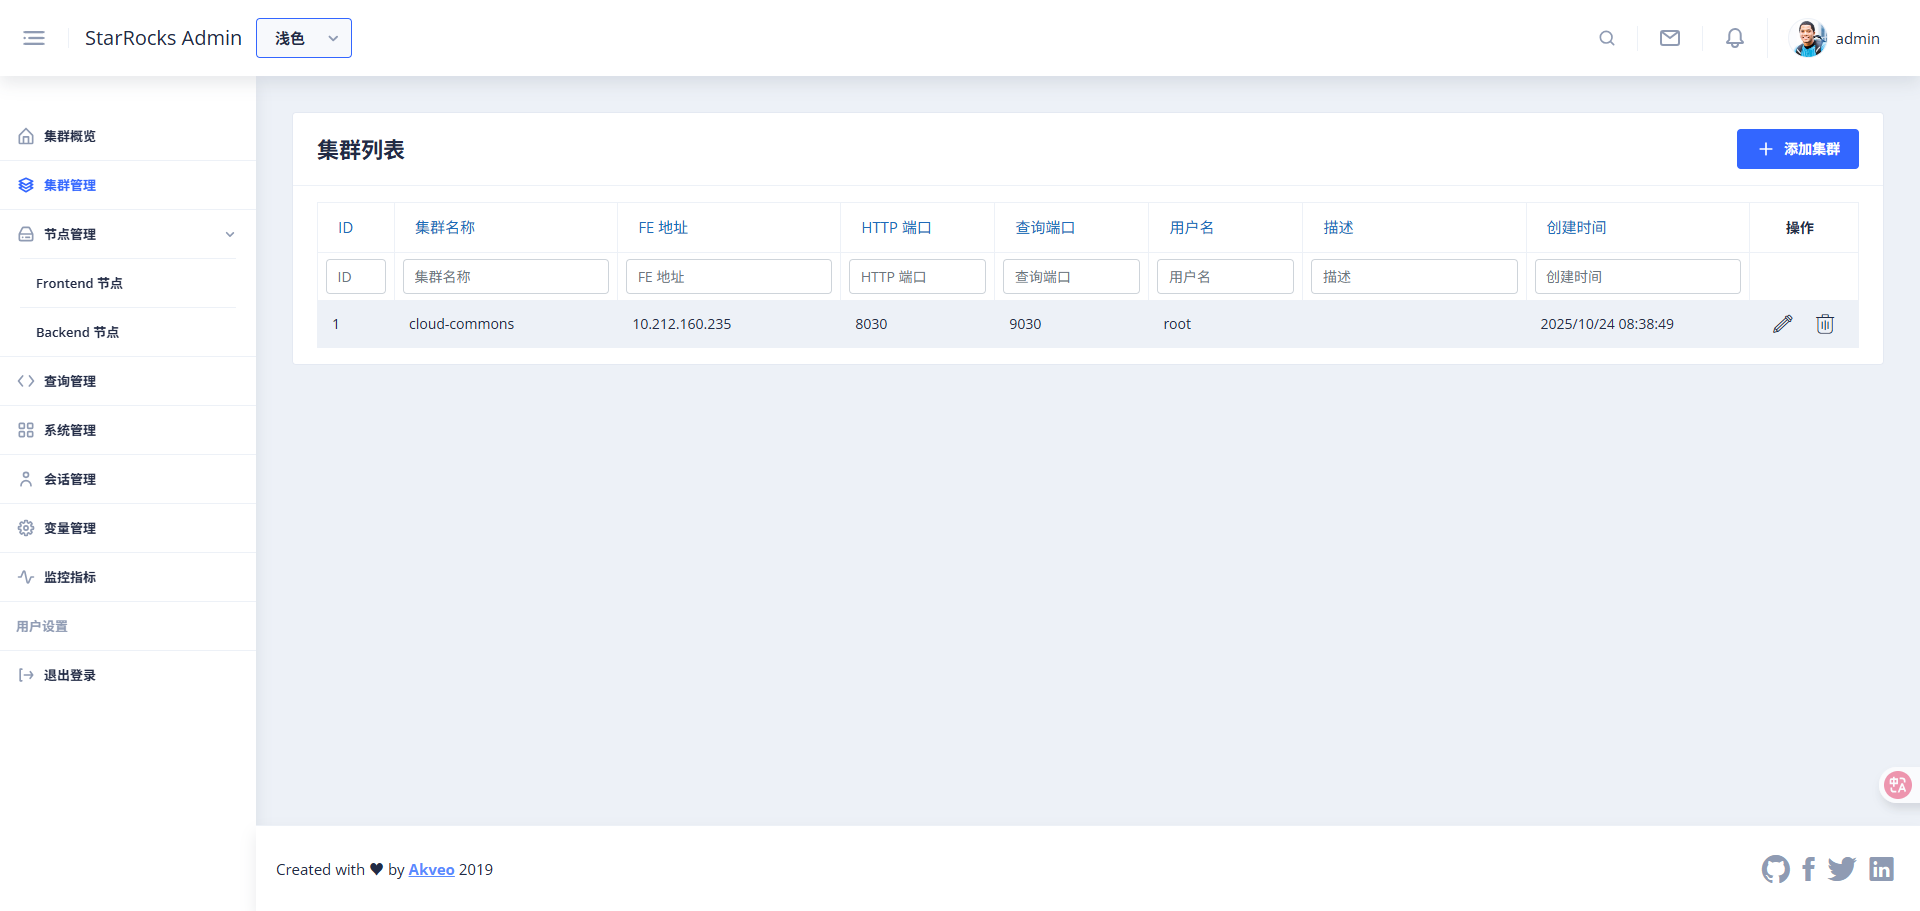 StarRocks Admin
浅色
admin
集群概览
集群管理
节点管理
Frontend 节点
Backend 节点
查询管理
系统管理
会话管理
变量管理
监控指标
用户设置
退出登录
集群列表
添加集群
ID 集群名称 FE 地址 HTTP 端口 查询端口 用户名 描述 创建时间 操作
ID 集群名称 FE 地址 HTTP 端口 查询端口 用户名 描述 创建时间
1 cloud-commons 10.212.160.235 8030 9030 root 2025/10/24 08:38:49
中A
Created with ♥ by Akveo 2019